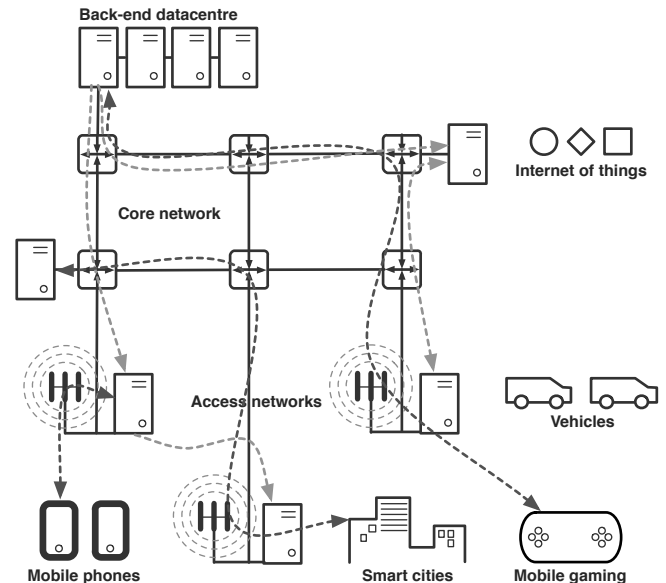 Back-end datacentre
Internet of things
Core network
Access networks
Vehicles
Mobile phones
Smart cities
Mobile gaming